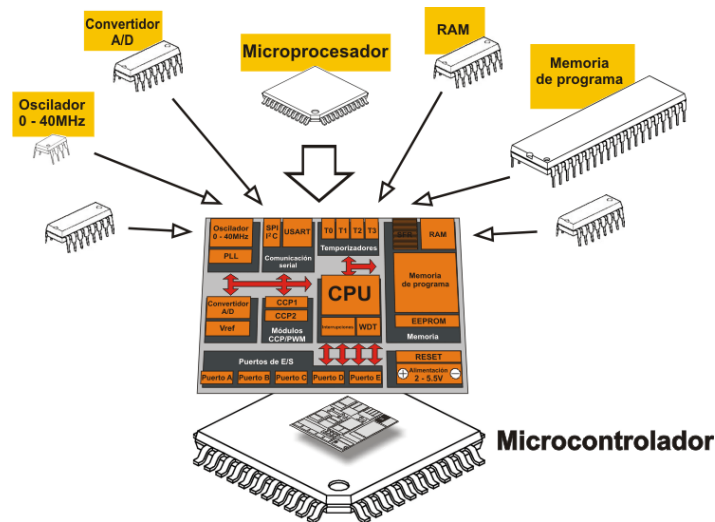 Convertidor
A/D
Microprocesador
RAM
Memoria
de programa
Oscilador
0 - 40MHz
Oscilador
0 - 40MHz
PLL
SPI
I²C
USART
Comunicación
serial
T0 T1 T2 T3
Temporizadores
SFR
RAM
Memoria
de programa
EEPROM
Memoria
Convertidor
A/D
Vref
CCP1
CCP2
Módulos
CCP/PWM
CPU
Interrupciones
WDT
Puertos de E/S
Puerto A Puerto B Puerto C Puerto D Puerto E
RESET
Alimentación
2 - 5.5V
Microcontrolador